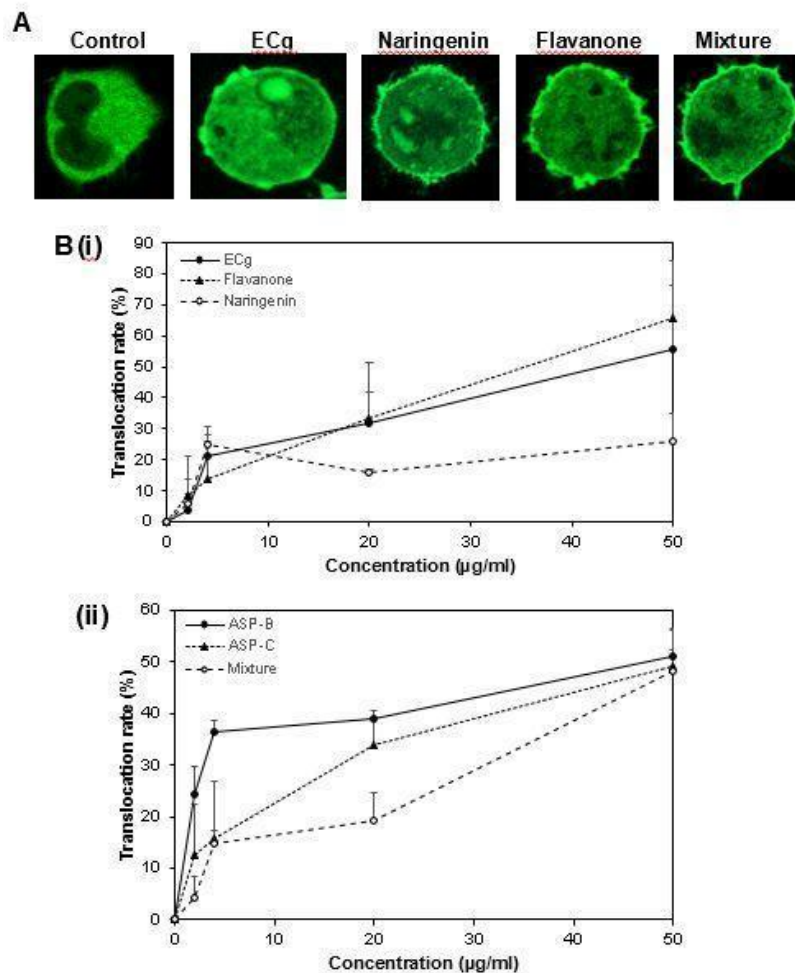 A
Control ECg Naringenin Flavanone Mixture
B (i)
90
80
70
60
50
40
30
20
10
0
Translocation rate (%)
ECg
Flavanone
Naringenin
0 10 20 30 40 50
Concentration (µg/ml)
(ii)
60
50
40
30
20
10
0
Translocation rate (%)
ASP-B
ASP-C
Mixture
0 10 20 30 40 50
Concentration (µg/ml)